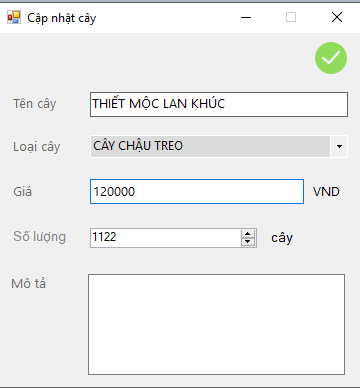 Cập nhật cây
Tên cây THIẾT MỘC LAN KHÚC
Loại cây CÂY CHẬU TREO
Giá 120000 VND
Số lượng 1122 cây
Mô tả